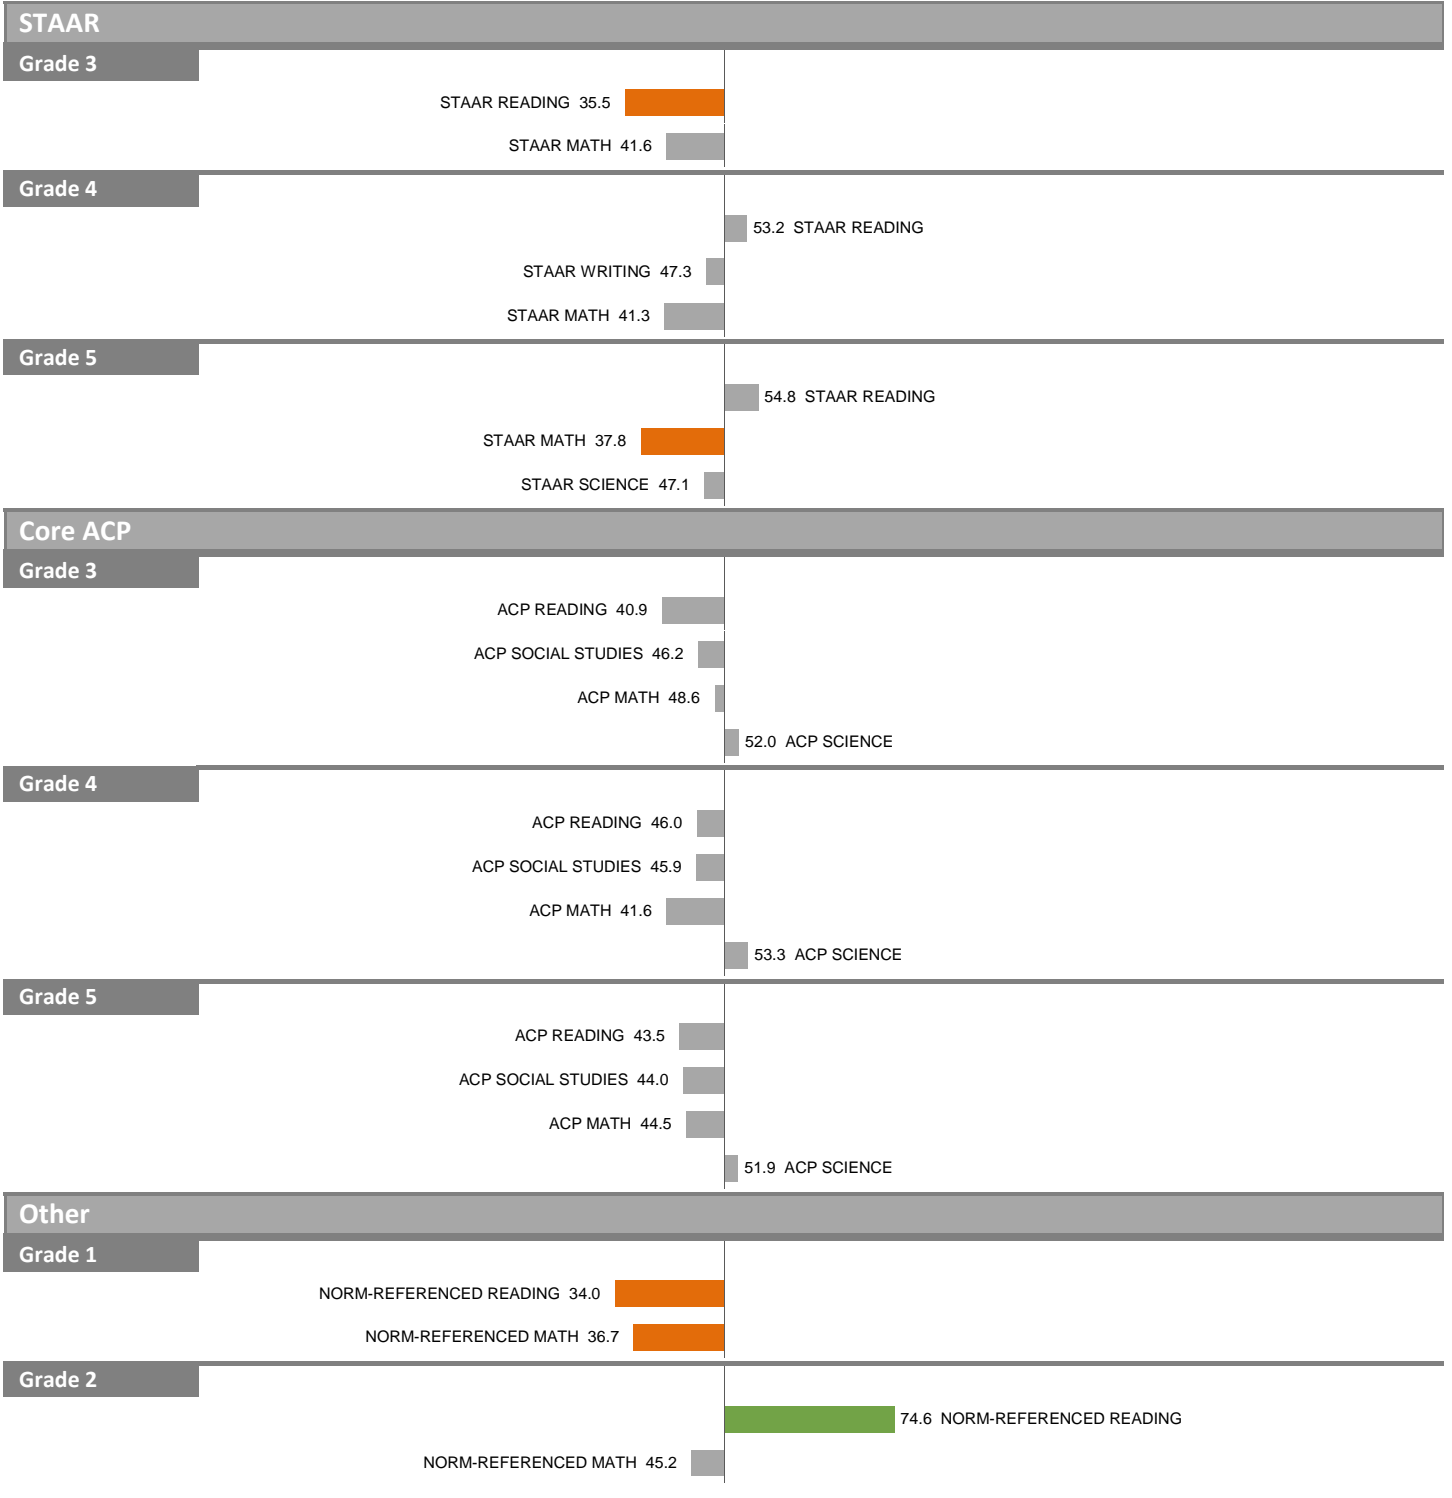 STAAR
Grade 3
STAAR READING 35.5
STAAR MATH 41.6
Grade 4
53.2 STAAR READING
STAAR WRITING 47.3
STAAR MATH 41.3
Grade 5
54.8 STAAR READING
STAAR MATH 37.8
STAAR SCIENCE 47.1
Core ACP
Grade 3
ACP READING 40.9
ACP SOCIAL STUDIES 46.2
ACP MATH 48.6
52.0 ACP SCIENCE
Grade 4
ACP READING 46.0
ACP SOCIAL STUDIES 45.9
ACP MATH 41.6
53.3 ACP SCIENCE
Grade 5
ACP READING 43.5
ACP SOCIAL STUDIES 44.0
ACP MATH 44.5
51.9 ACP SCIENCE
Other
Grade 1
NORM-REFERENCED READING 34.0
NORM-REFERENCED MATH 36.7
Grade 2
74.6 NORM-REFERENCED READING
NORM-REFERENCED MATH 45.2